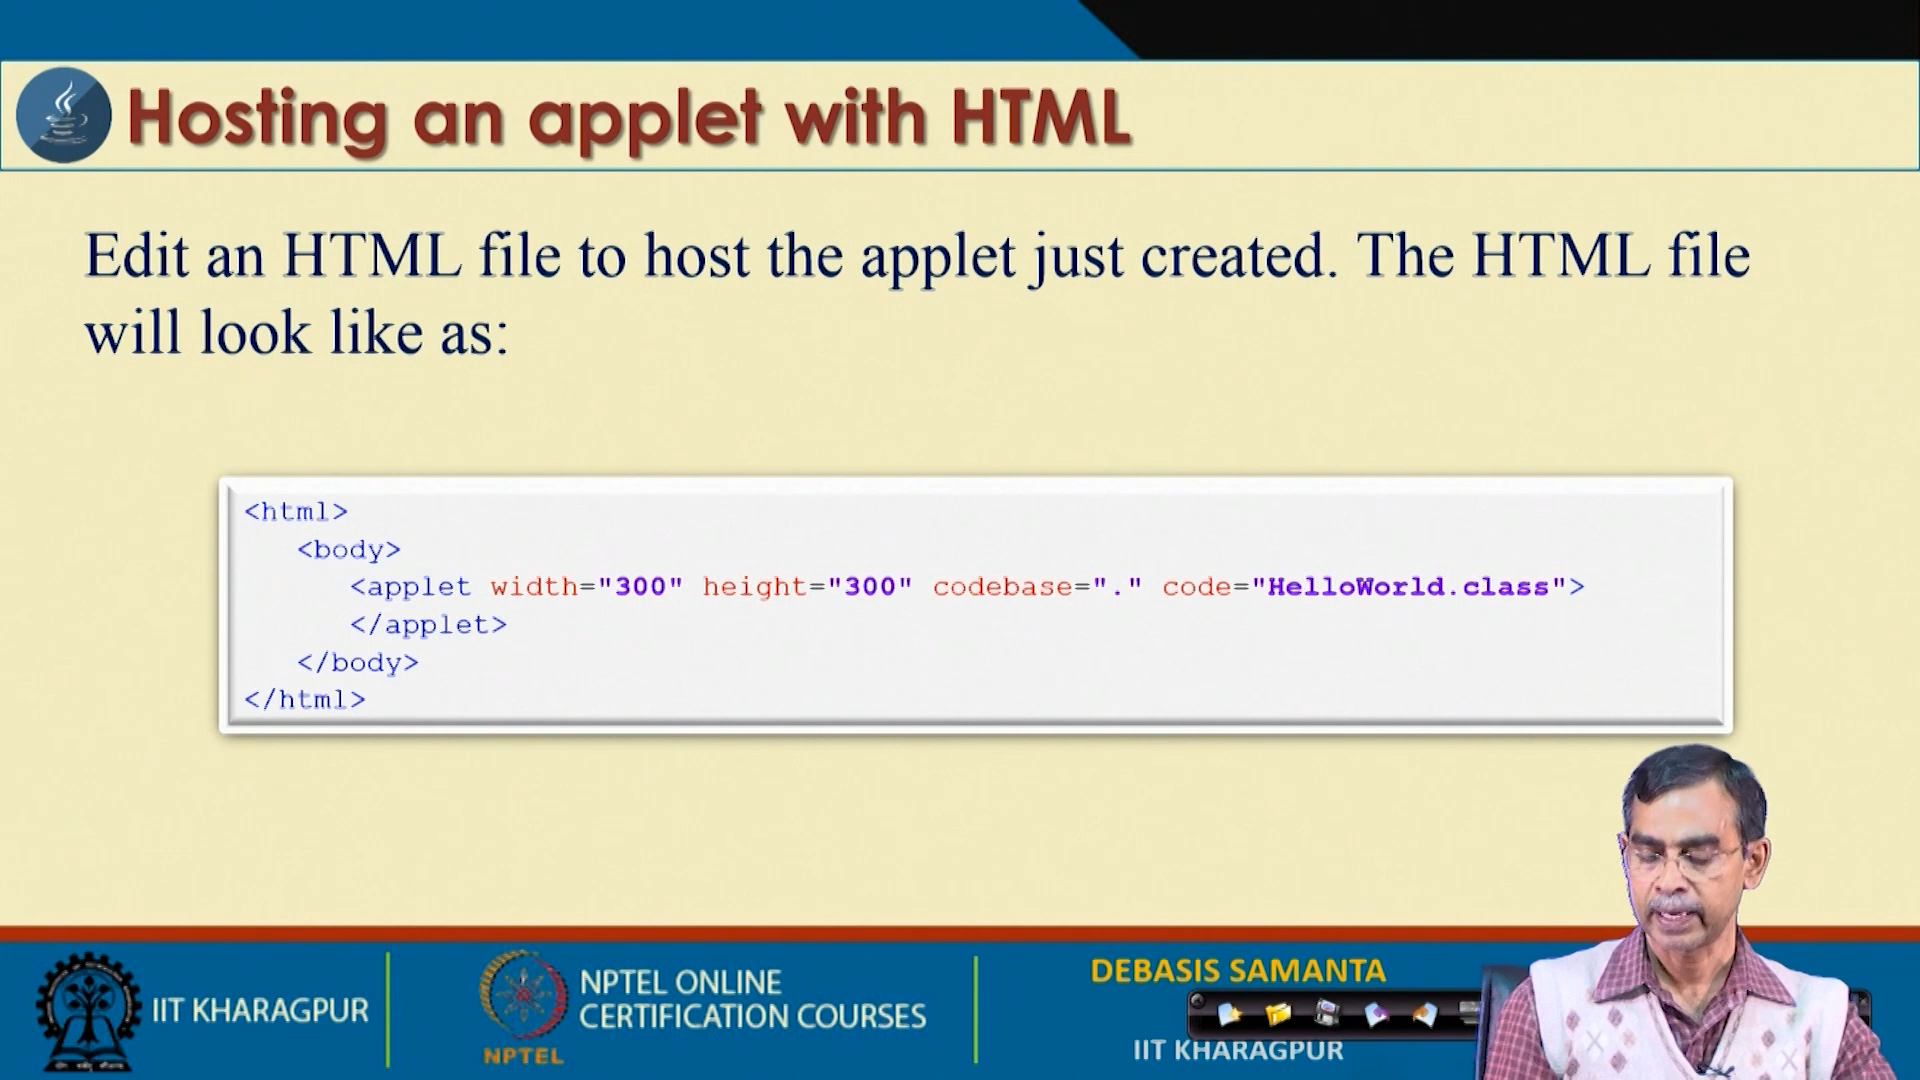 Hosting an applet with HTML
Edit an HTML file to host the applet just created. The HTML file
will look like as:
<html>
<body>
<applet width="300" height="300" codebase="." code="HelloWorld.class">
</applet>
</body>
</html>
IIT KHARAGPUR
NPTEL
NPTEL ONLINE
CERTIFICATION COURSES
DEBASIS SAMANTA
IIT KHARAGPUR